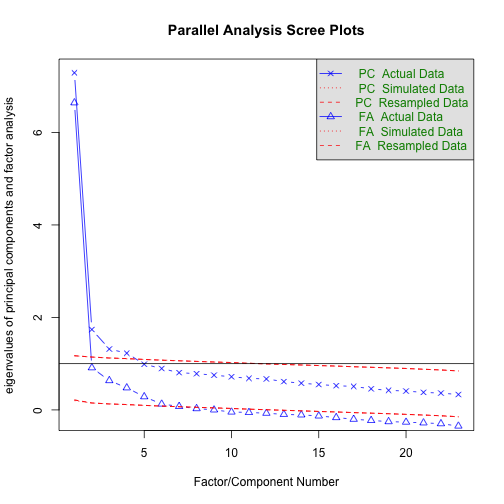 Parallel Analysis Scree Plots
eigenvalues of principal components and factor analysis
6
4
2
0
PC Actual Data
PC Simulated Data
PC Resampled Data
FA Actual Data
FA Simulated Data
FA Resampled Data
5
10
15
20
Factor/Component Number